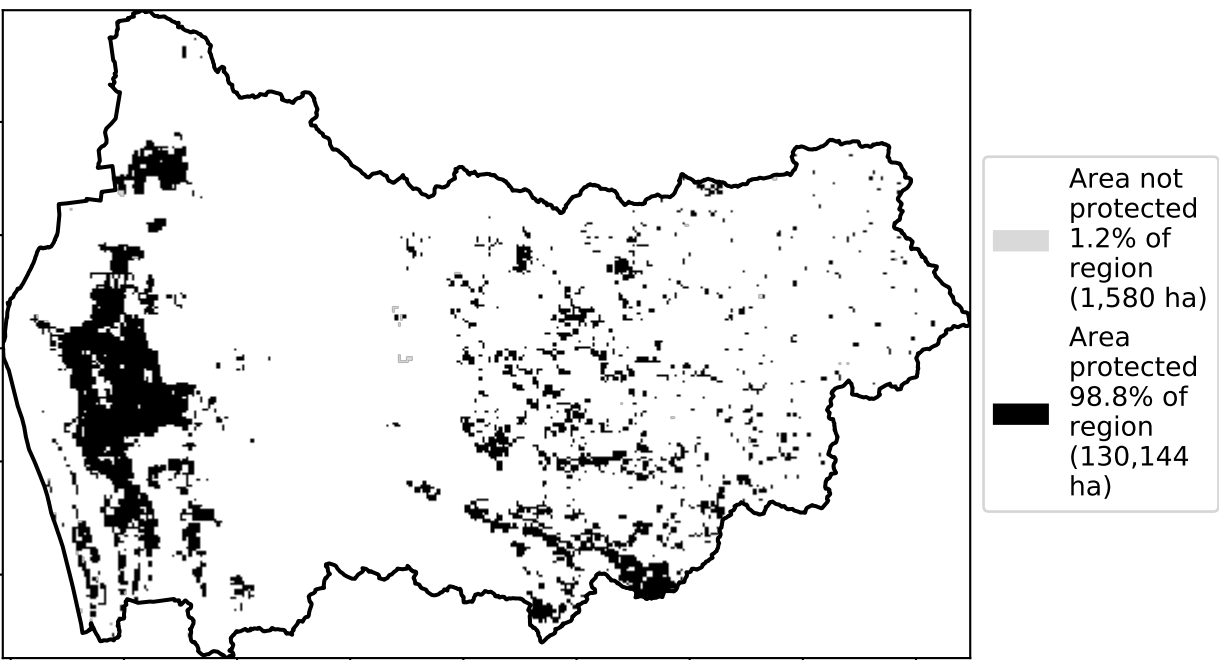 Area not
protected
1.2% of
region
(1,580 ha)
Area
protected
98.8% of
region
(130,144
ha)